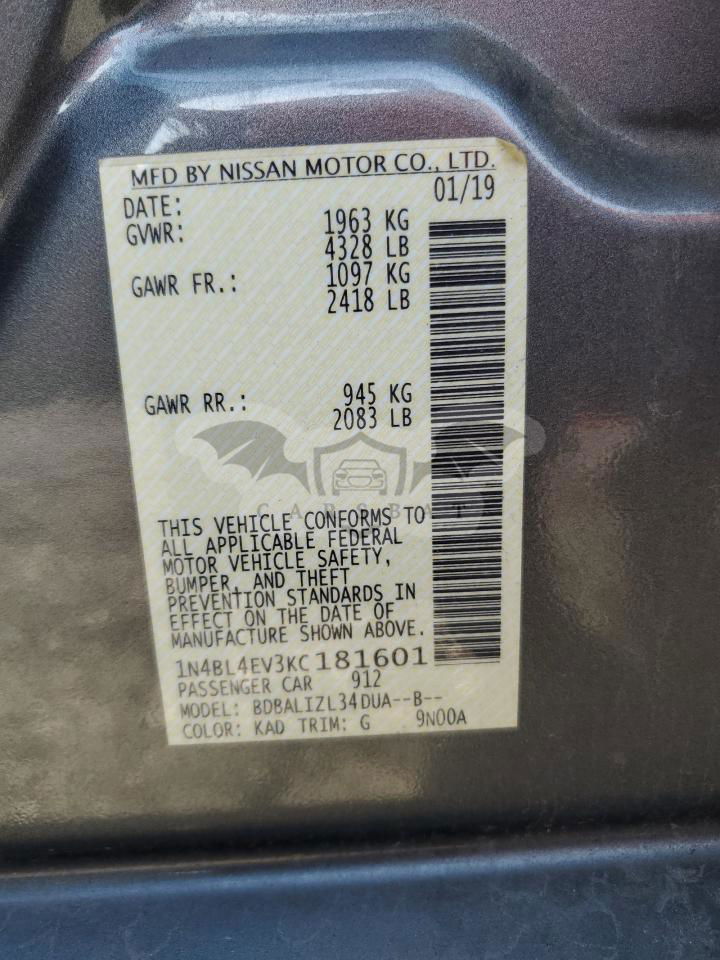 MFD BY NISSAN MOTOR CO., LTD.
DATE: 01/19
GVWR: 1963 KG
4328 LB
GAWR FR.: 1097 KG
2418 LB
GAWR RR.: 945 KG
2083 LB
CAROBAT
THIS VEHICLE CONFORMS TO
ALL APPLICABLE FEDERAL
MOTOR VEHICLE SAFETY,
BUMPER, AND THEFT
PREVENTION STANDARDS IN
EFFECT ON THE DATE OF
MANUFACTURE SHOWN ABOVE.
1N4BL4EV3KC181601
PASSENGER CAR 912
MODEL: BDBALIZL34DUA--B--
COLOR: KAD TRIM: G 9N00A